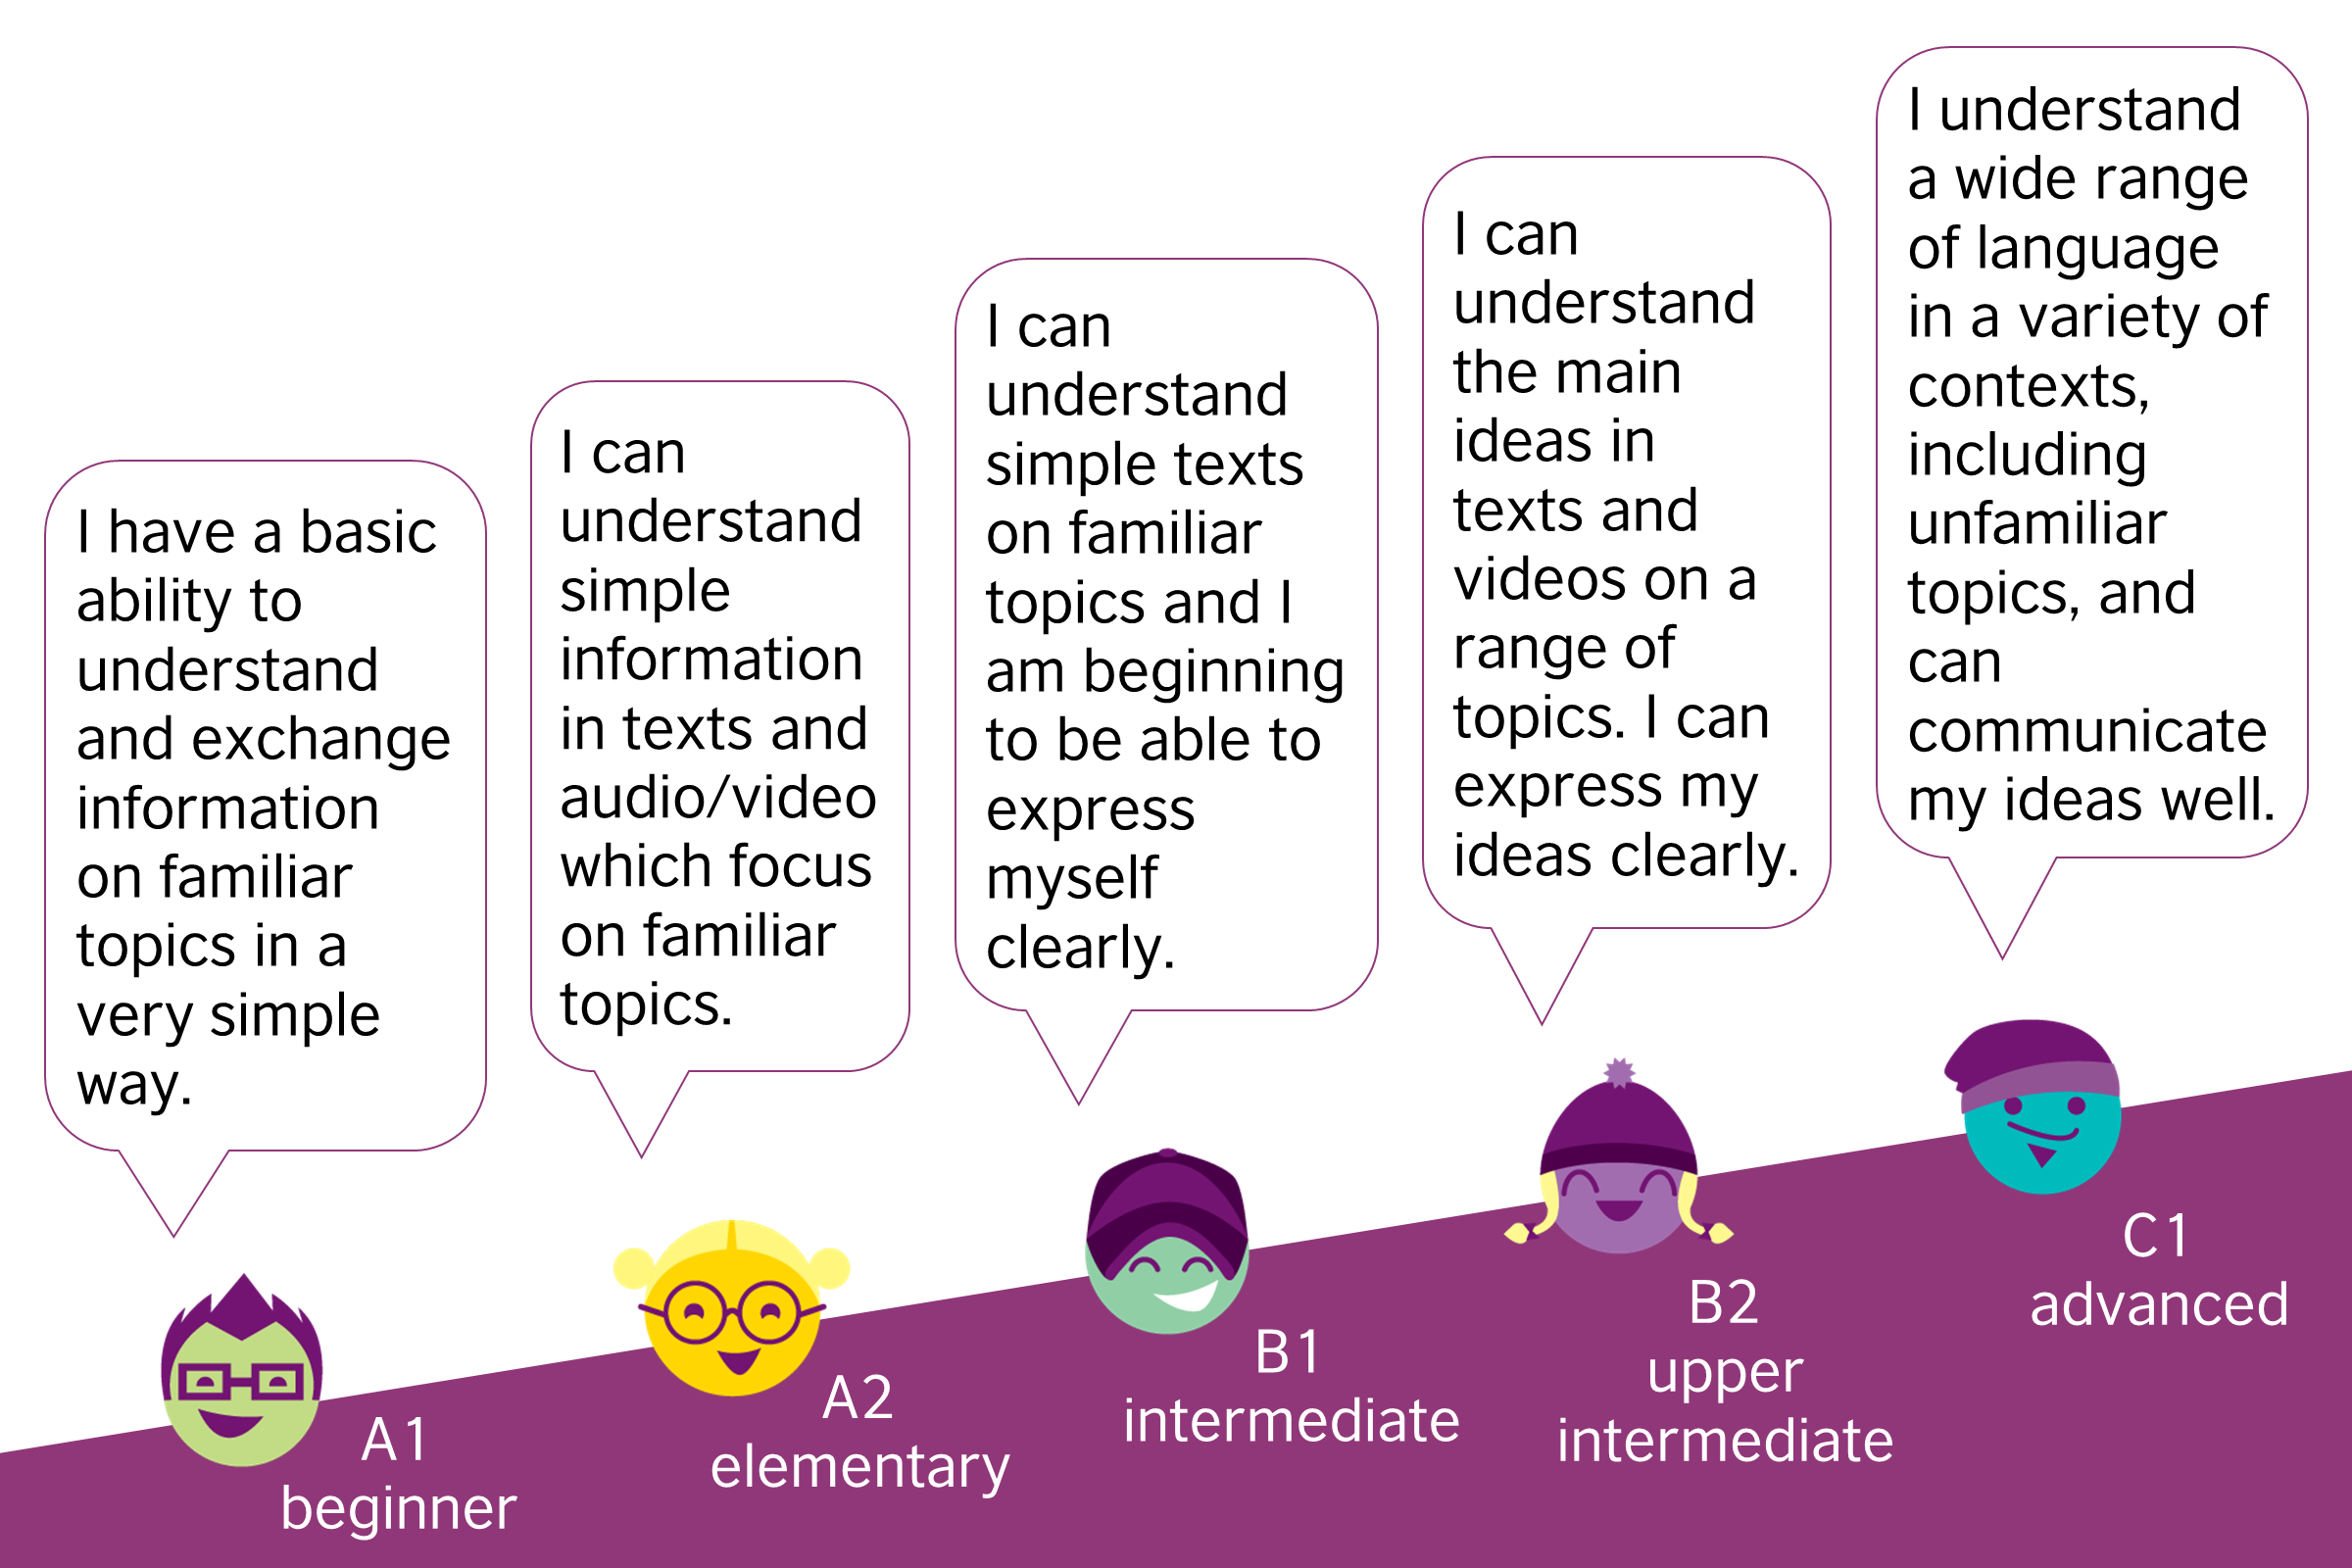 I have a basic
ability to
understand
and exchange
information
on familiar
topics in a
very simple
way.
A1
beginner
I can
understand
simple
information
in texts and
audio/video
which focus
on familiar
topics.
A2
elementary
I can
understand
simple texts
on familiar
topics and I
am beginning
to be able to
express
myself
clearly.
B1
intermediate
I can
understand
the main
ideas in
texts and
videos on a
range of
topics. I can
express my
ideas clearly.
B2
upper
intermediate
I understand
a wide range
of language
in a variety of
contexts,
including
unfamiliar
topics, and
can
communicate
my ideas well.
C1
advanced